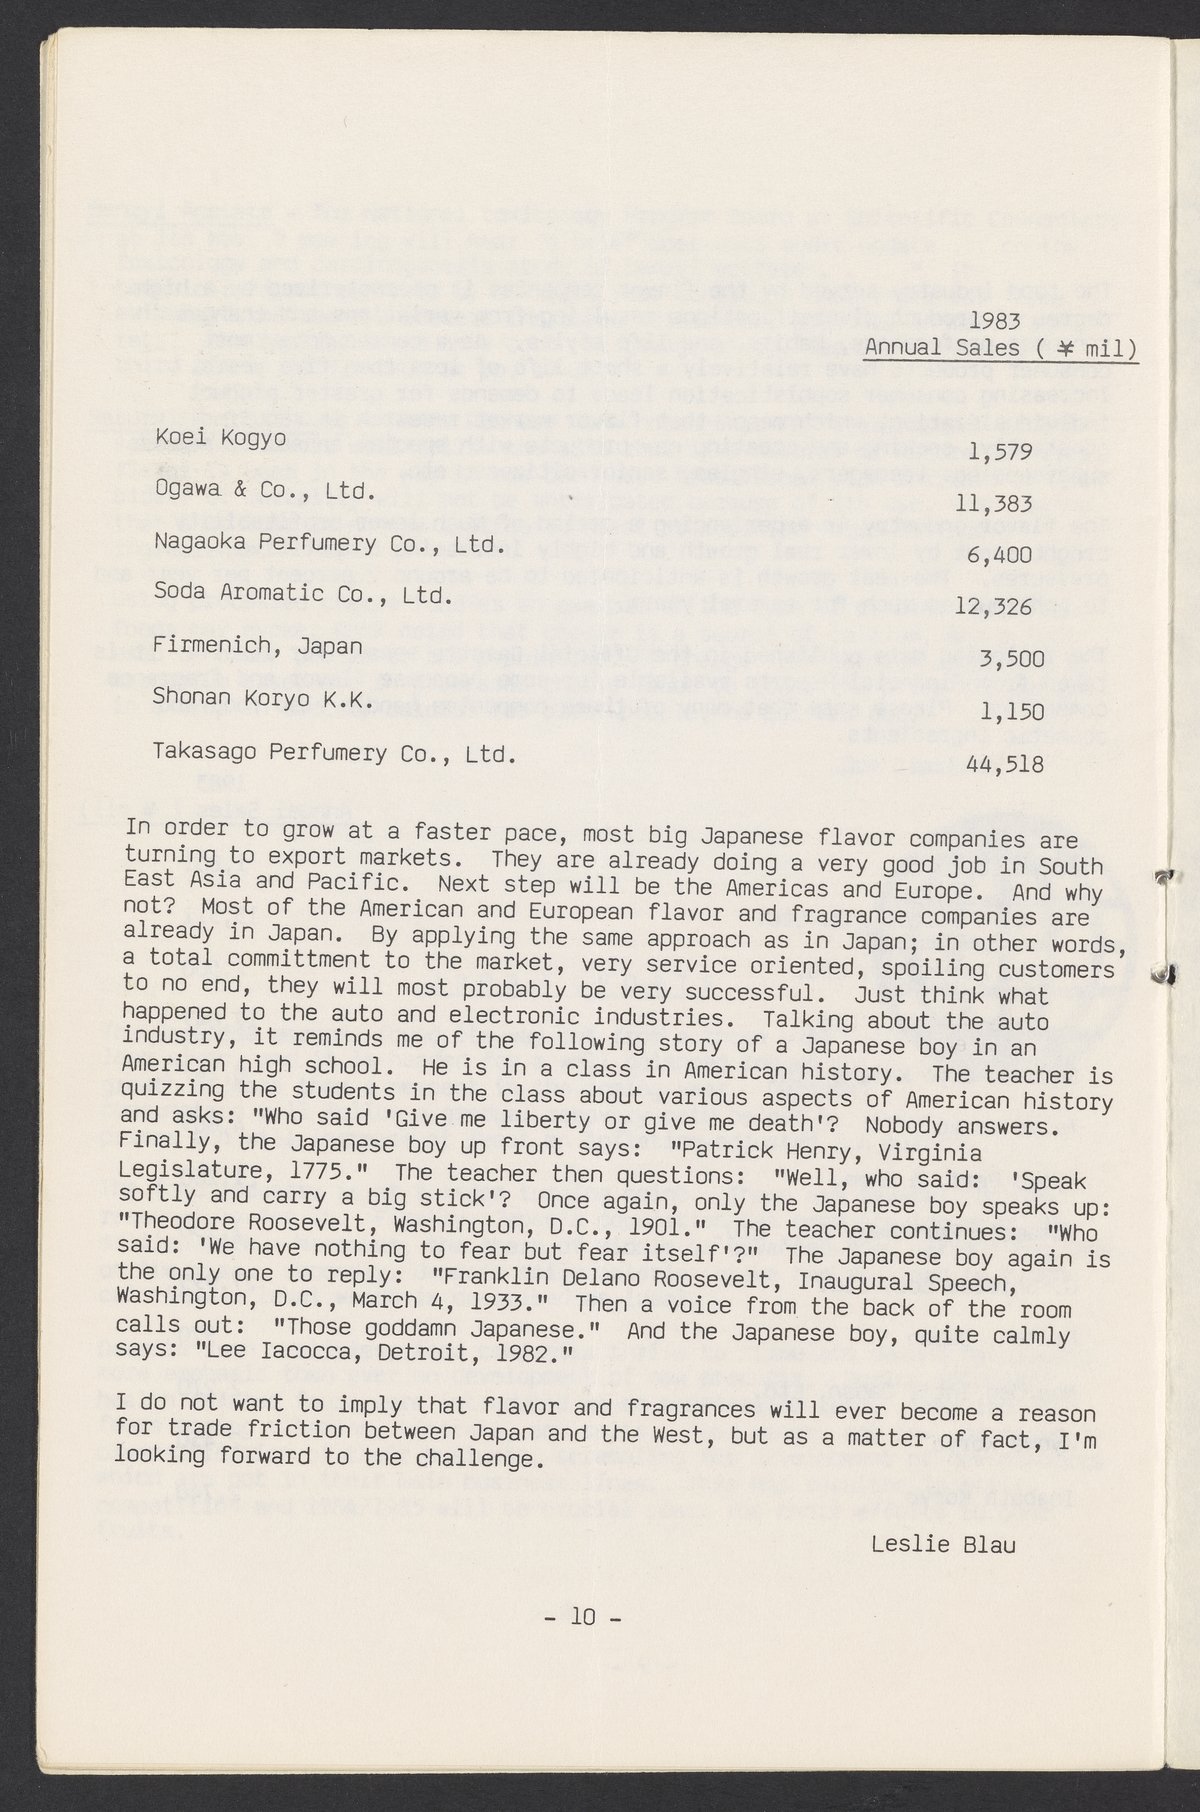 1983
Annual Sales ( ¥ mil)
Koei Kogyo 1,579
Ogawa & Co., Ltd. 11,383
Nagaoka Perfumery Co., Ltd. 6,400
Soda Aromatic Co., Ltd. 12,326
Firmenich, Japan 3,500
Shonan Koryo K.K. 1,150
Takasago Perfumery Co., Ltd. 44,518
In order to grow at a faster pace, most big Japanese flavor companies are
turning to export markets. They are already doing a very good job in South
East Asia and Pacific. Next step will be the Americas and Europe. And why
not? Most of the American and European flavor and fragrance companies are
already in Japan. By applying the same approach as in Japan; in other words,
a total committment to the market, very service oriented, spoiling customers
to no end, they will most probably be very successful. Just think what
happened to the auto and electronic industries. Talking about the auto
industry, it reminds me of the following story of a Japanese boy in an
American high school. He is in a class in American history. The teacher is
quizzing the students in the class about various aspects of American history
and asks: "Who said 'Give me liberty or give me death'? Nobody answers.
Finally, the Japanese boy up front says: "Patrick Henry, Virginia
Legislature, 1775." The teacher then questions: "Well, who said: 'Speak
softly and carry a big stick'? Once again, only the Japanese boy speaks up:
"Theodore Roosevelt, Washington, D.C., 1901." The teacher continues: "Who
said: 'We have nothing to fear but fear itself'?" The Japanese boy again is
the only one to reply: "Franklin Delano Roosevelt, Inaugural Speech,
Washington, D.C., March 4, 1933." Then a voice from the back of the room
calls out: "Those goddamn Japanese." And the Japanese boy, quite calmly
says: "Lee Iacocca, Detroit, 1982."
I do not want to imply that flavor and fragrances will ever become a reason
for trade friction between Japan and the West, but as a matter of fact, I'm
looking forward to the challenge.
Leslie Blau
- 10 -